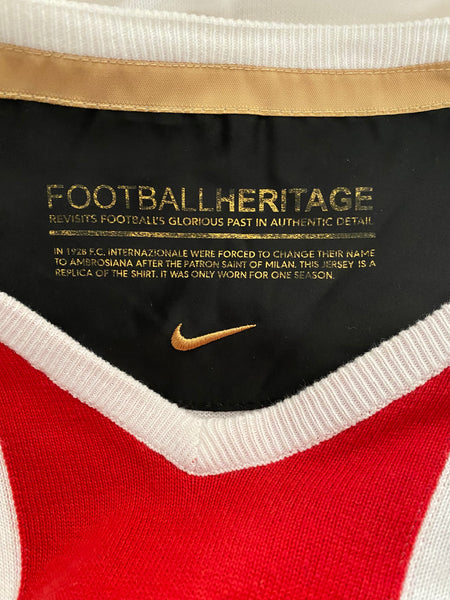 FOOTBALLHERITAGE
REVISITS FOOTBALL'S GLORIOUS PAST IN AUTHENTIC DETAIL
IN 1928 F.C. INTERNAZIONALE WERE FORCED TO CHANGE THEIR NAME
TO AMBROSIANA AFTER THE PATRON SAINT OF MILAN. THIS JERSEY IS A
REPLICA OF THE SHIRT. IT WAS ONLY WORN FOR ONE SEASON.